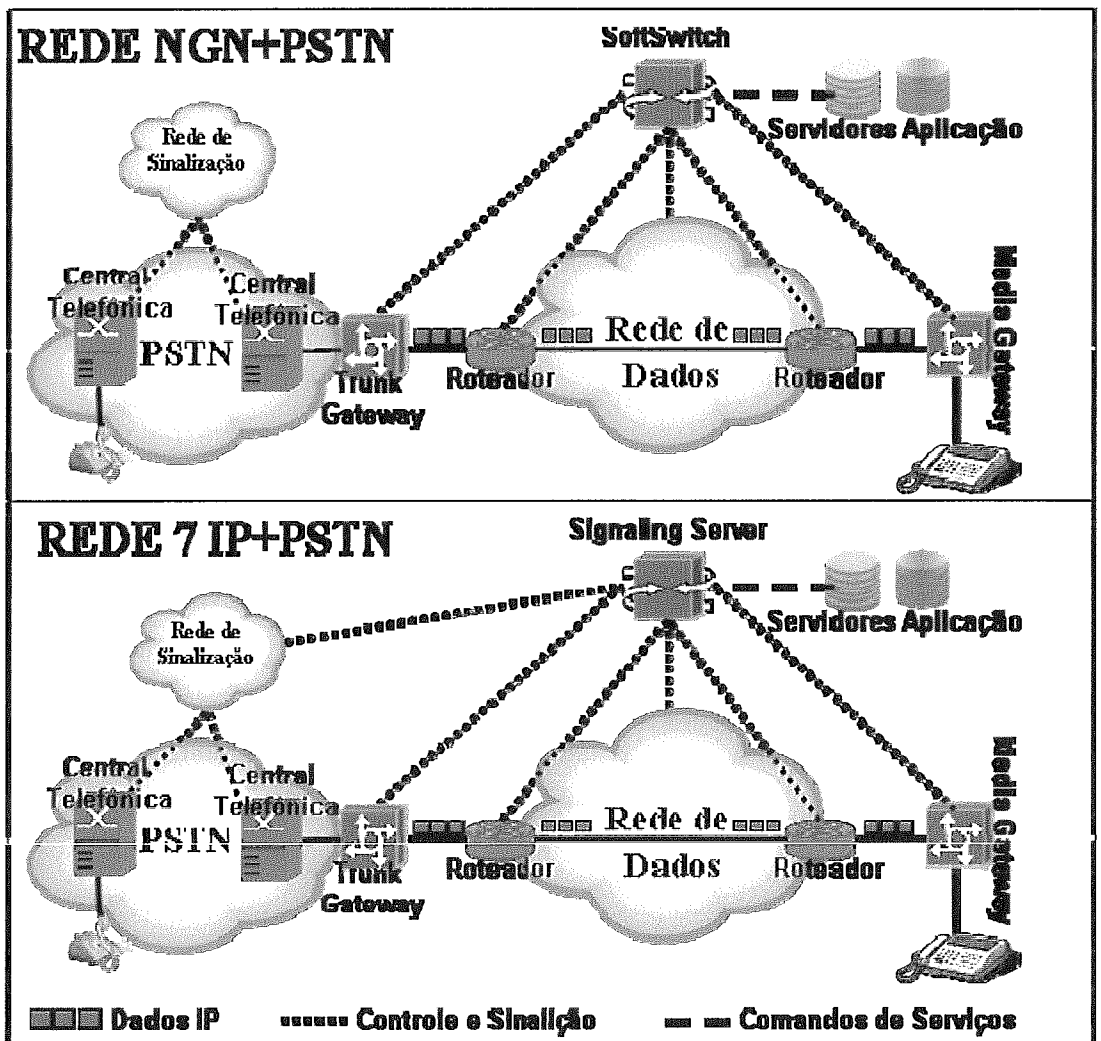 REDE NGN+PSTN
SoftSwitch
Servidores Aplicação
Rede de
Sinalização
Central
Telefônica
Central
Telefônica
PSTN
Trunk
Gateway
Roteador
Rede de
Dados
Roteador
Media Gateway
REDE 7 IP+PSTN
Signaling Server
Servidores Aplicação
Rede de
Sinalização
Central
Telefônica
Central
Telefônica
PSTN
Trunk
Gateway
Roteador
Rede de
Dados
Roteador
Media Gateway
Dados IP
Controle e Sinalição
Comandos de Serviços